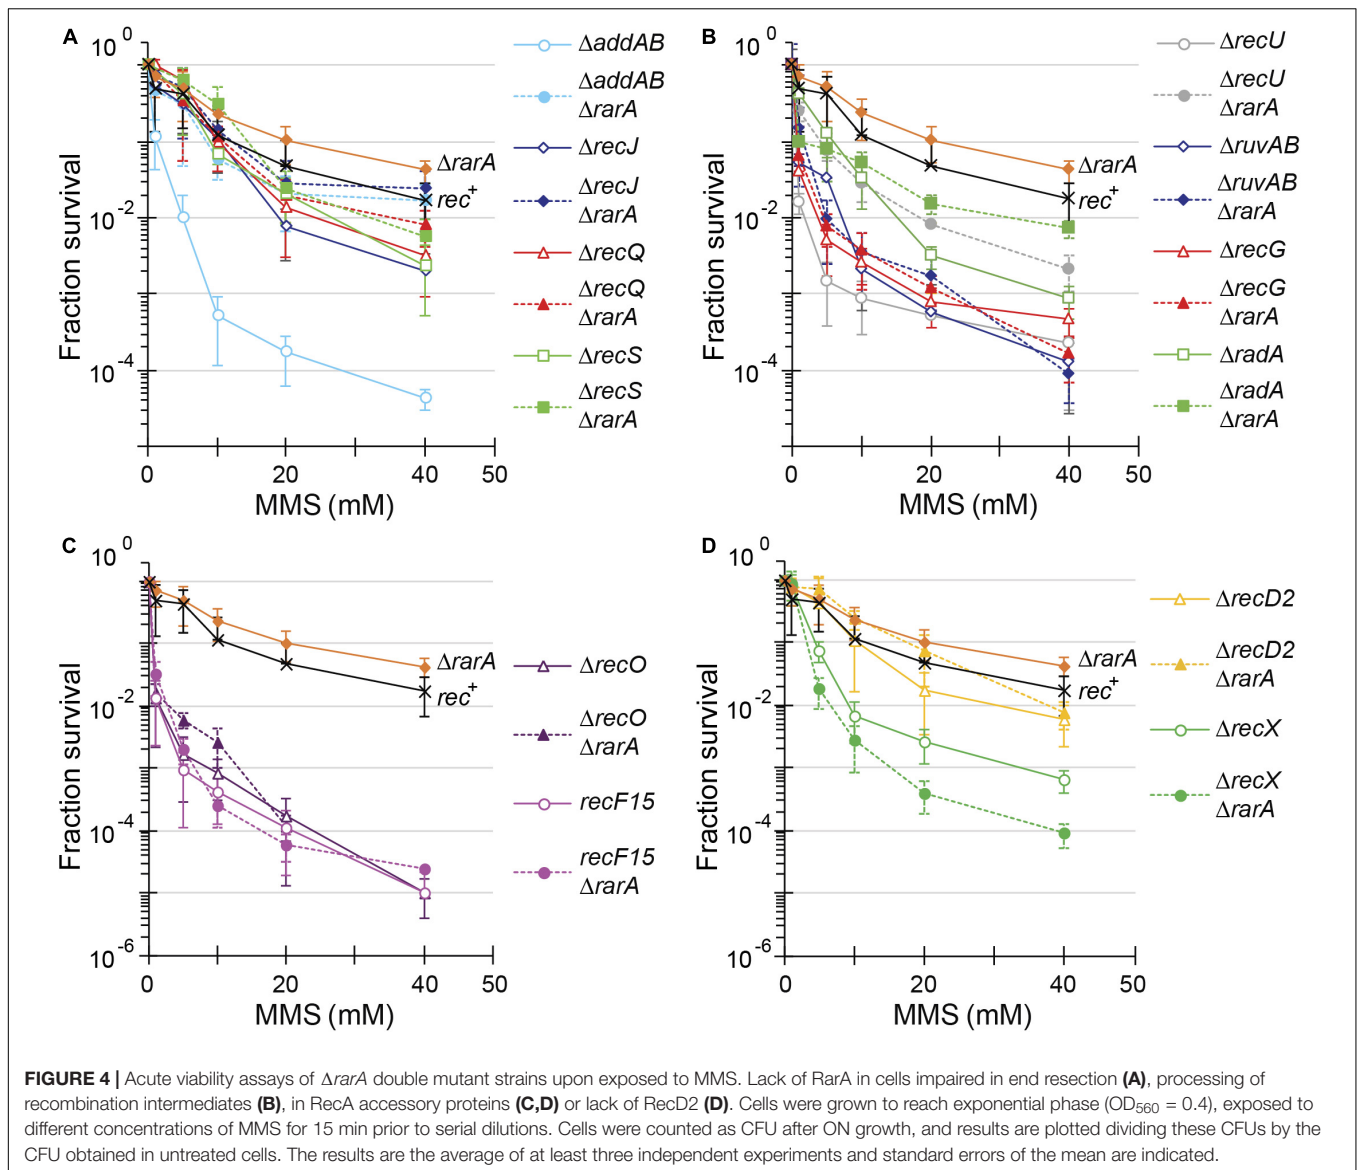 A
10 0
10 -2
10 -4
Fraction survival
0 20 40 50
MMS (mM)
ΔrarA
rec+
ΔaddAB
ΔaddAB
ΔrarA
ΔrecJ
ΔrecJ
ΔrarA
ΔrecQ
ΔrecQ
ΔrarA
ΔrecS
ΔrecS
ΔrarA
B
10 0
10 -2
10 -4
Fraction survival
0 20 40 50
MMS (mM)
ΔrarA
rec+
ΔrecU
ΔrecU
ΔrarA
ΔruvAB
ΔruvAB
ΔrarA
ΔrecG
ΔrecG
ΔrarA
ΔradA
ΔradA
ΔrarA
C
10 0
10 -2
10 -4
10 -6
Fraction survival
0 20 40 50
MMS (mM)
ΔrarA
rec+
ΔrecO
ΔrecO
ΔrarA
recF15
recF15
ΔrarA
D
10 0
10 -2
10 -4
10 -6
Fraction survival
0 20 40 50
MMS (mM)
ΔrarA
rec+
ΔrecD2
ΔrecD2
ΔrarA
ΔrecX
ΔrecX
ΔrarA
FIGURE 4 | Acute viability assays of ΔrarA double mutant strains upon exposed to MMS. Lack of RarA in cells impaired in end resection (A), processing of
recombination intermediates (B), in RecA accessory proteins (C,D) or lack of RecD2 (D). Cells were grown to reach exponential phase (OD560 = 0.4), exposed to
different concentrations of MMS for 15 min prior to serial dilutions. Cells were counted as CFU after ON growth, and results are plotted dividing these CFUs by the
CFU obtained in untreated cells. The results are the average of at least three independent experiments and standard errors of the mean are indicated.